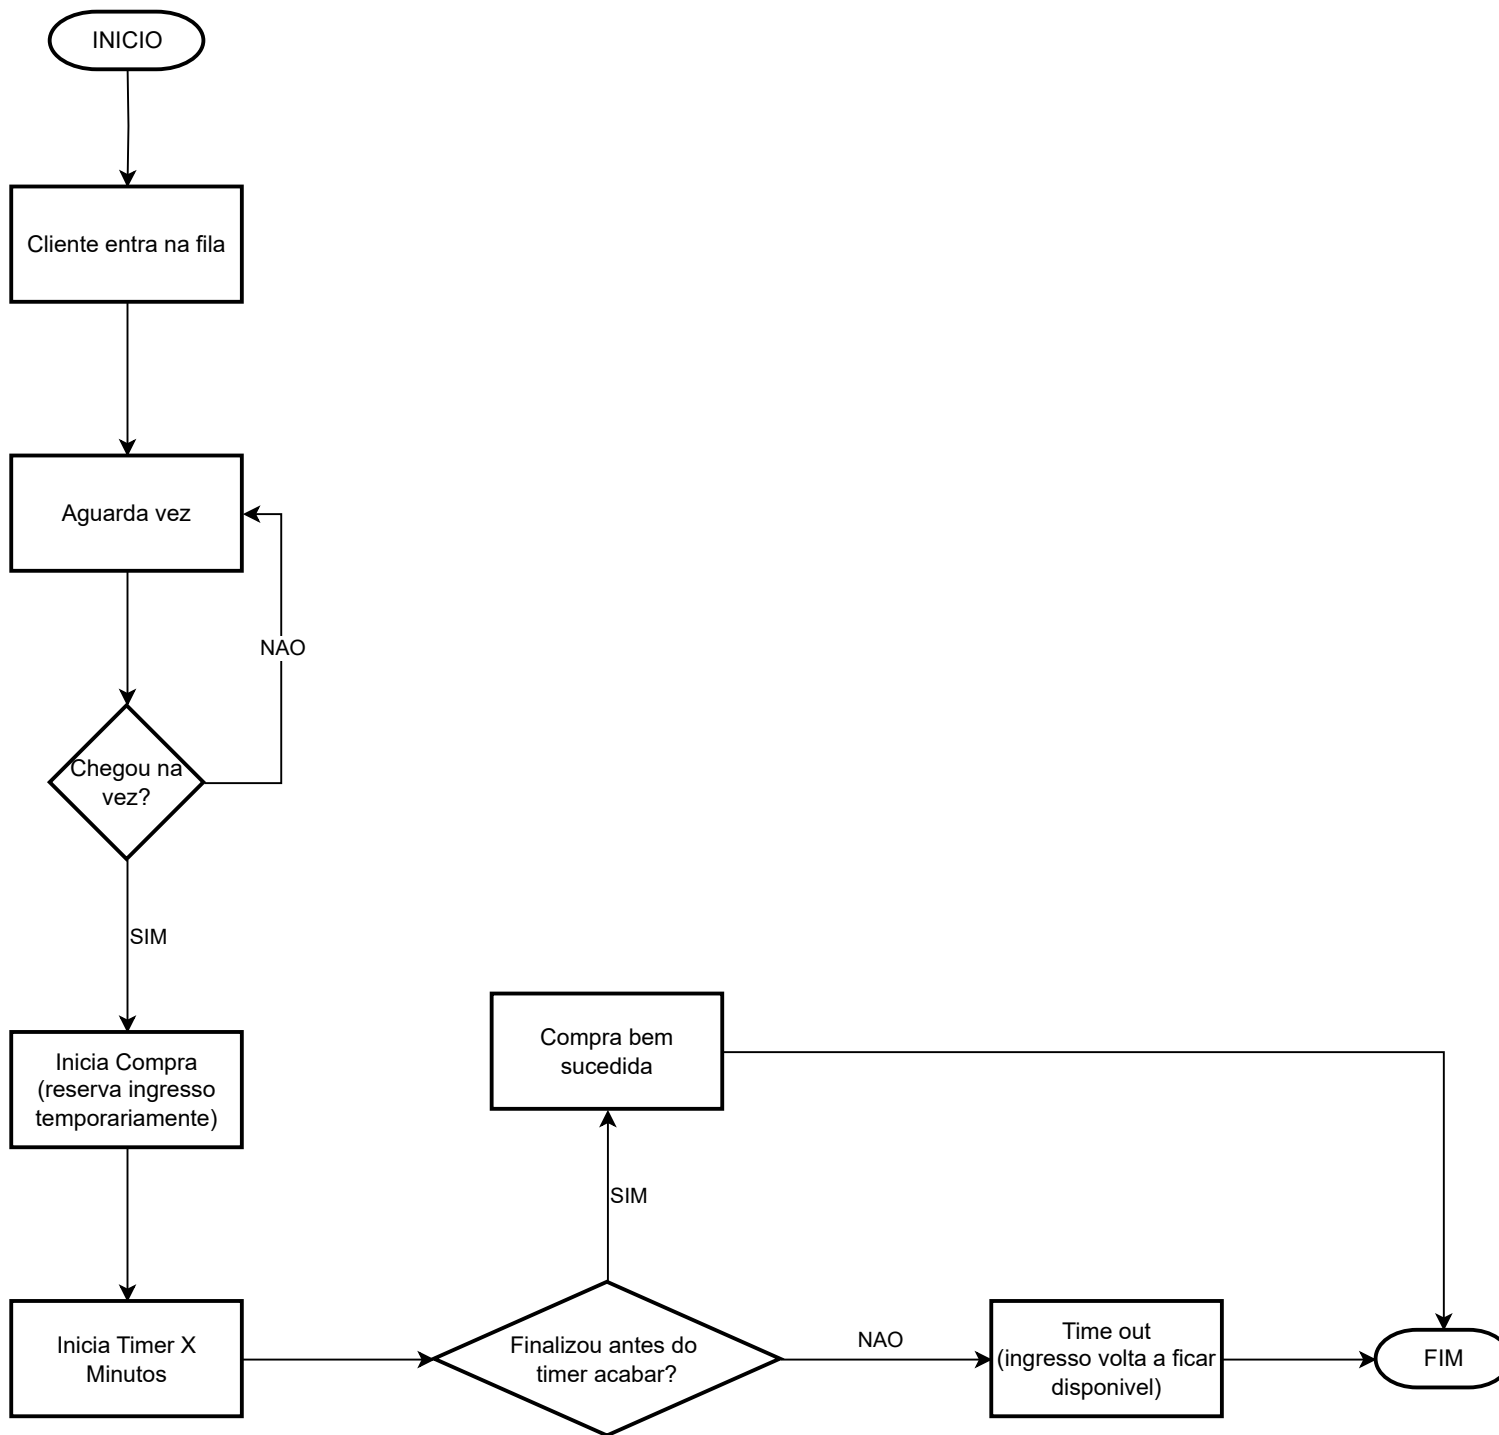 INICIO
Cliente entra na fila
Aguarda vez
NAO
Chegou na
vez?
SIM
Inicia Compra
(reserva ingresso
temporariamente)
Compra bem
sucedida
SIM
Inicia Timer X
Minutos
Finalizou antes do
timer acabar?
NAO
Time out
(ingresso volta a ficar
disponivel)
FIM